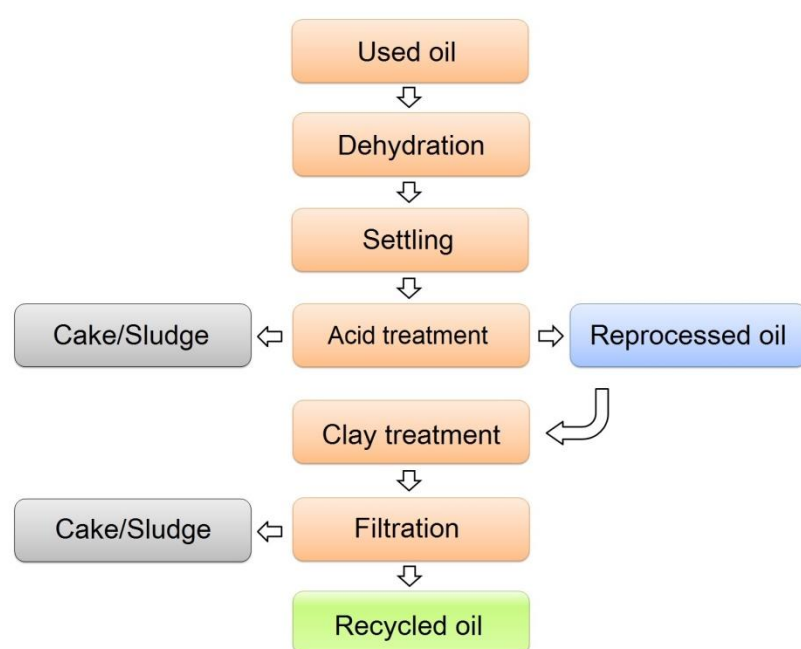 Used oil
Dehydration
Settling
Cake/Sludge
Acid treatment
Reprocessed oil
Clay treatment
Cake/Sludge
Filtration
Recycled oil